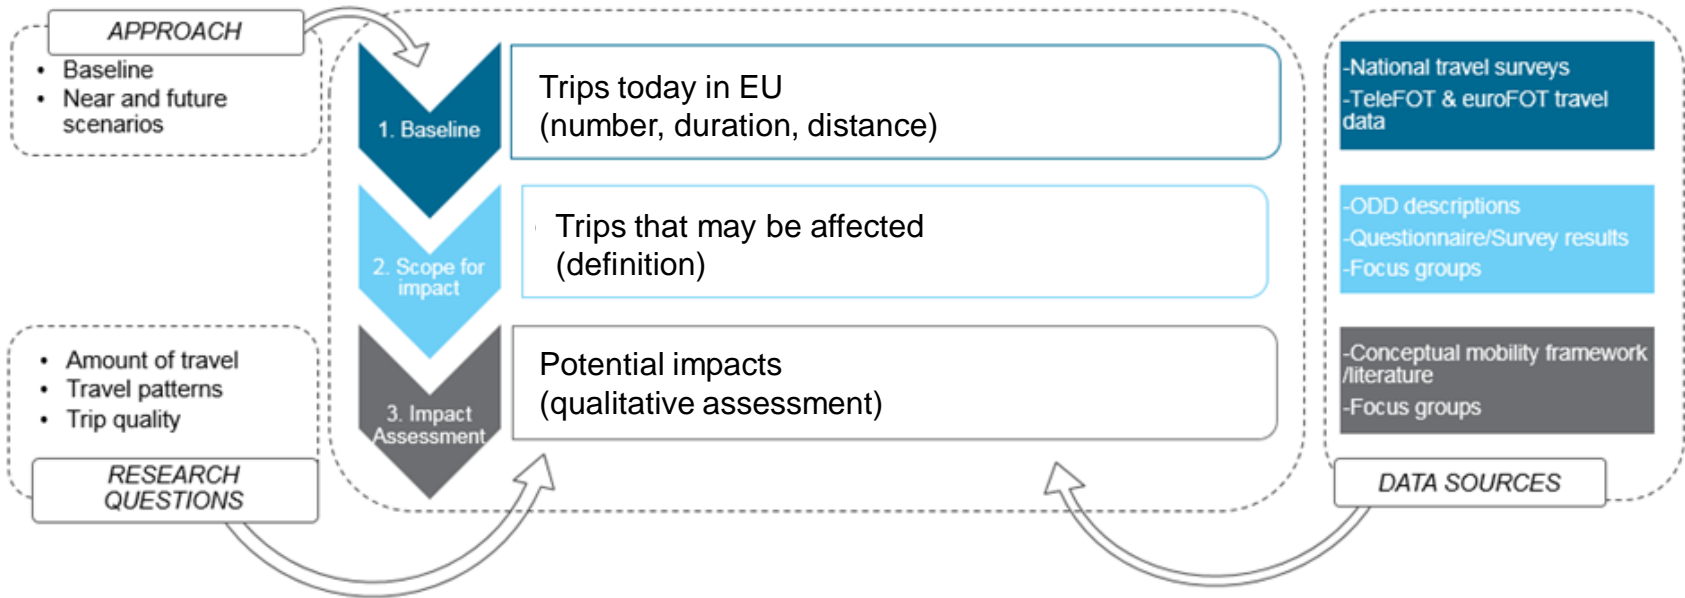 APPROACH
• Baseline
• Near and future
scenarios
1. Baseline
Trips today in EU
(number, duration, distance)
-National travel surveys
-TeleFOT & euroFOT travel
data
2. Scope for
impact
Trips that may be affected
(definition)
-ODD descriptions
-Questionnaire/Survey results
-Focus groups
• Amount of travel
• Travel patterns
• Trip quality
RESEARCH
QUESTIONS
3. Impact
Assessment
Potential impacts
(qualitative assessment)
-Conceptual mobility framework
/literature
-Focus groups
DATA SOURCES